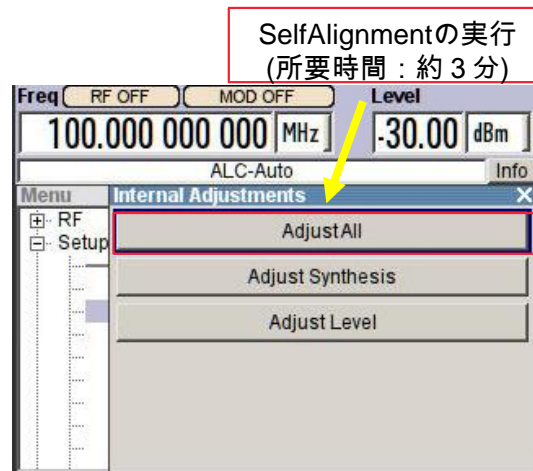 SelfAlignmentの実行
(所要時間：約３分)
Freq RF OFF MOD OFF Level
100.000 000 000 MHz -30.00 dBm
ALC-Auto Info
Menu Internal Adjustments X
RF Adjust All
Setup
Adjust Synthesis
Adjust Level